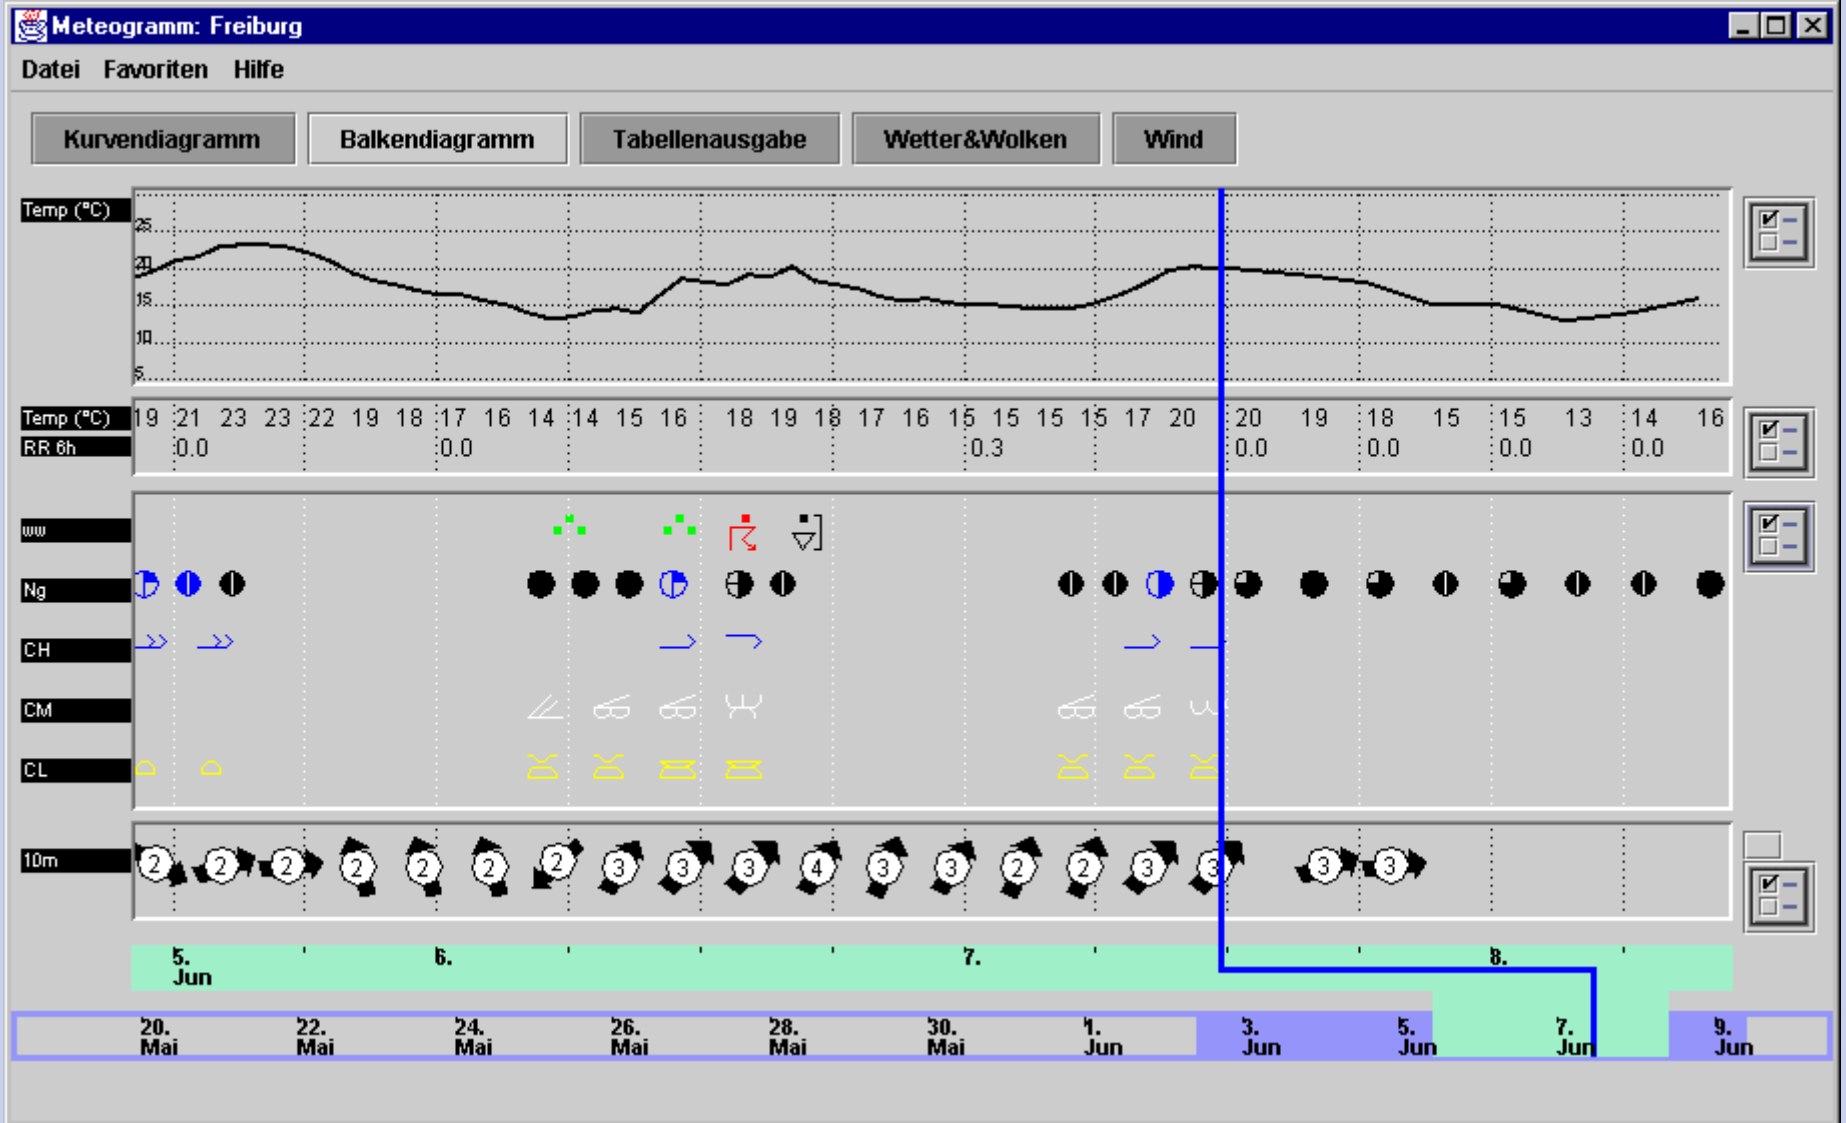 Meteogramm: Freiburg
Datei Favoriten Hilfe
Kurvendiagramm Balkendiagramm Tabellenausgabe Wetter&Wolken Wind
Temp (°C)
25
20
15
10
5
Temp (°C) 19 21 23 23 22 19 18 17 16 14 14 15 16 18 19 18 17 16 15 15 15 15 17 20 20 19 18 15 15 13 14 16
RR 6h 0.0 0.0 0.3 0.0 0.0 0.0 0.0
ww
Ng
CH
CM
CL
10m 2 2 2 2 2 2 2 3 3 3 4 3 3 2 2 3 3 3 3
5. 6. 7. 8.
Jun
20. 22. 24. 26. 28. 30. 1. 3. 5. 7. 9.
Mai Mai Mai Mai Mai Mai Jun Jun Jun Jun Jun